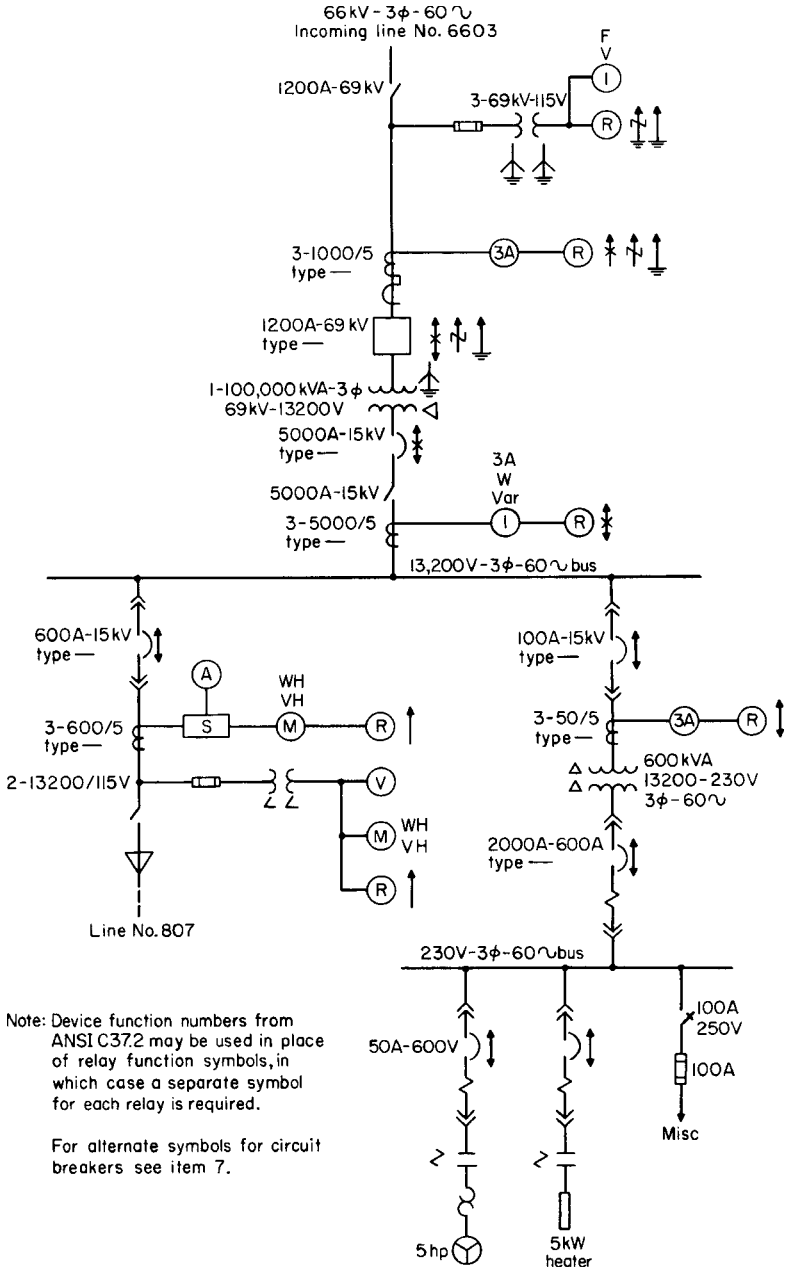 66kV-3ϕ-60∿
Incoming line No. 6603
F
V
1200A-69kV
3-69kV-115V
I
R
3-1000/5
type —
3A
R
1200A-69kV
type —
1-100,000kVA-3ϕ
69kV-13200V
5000A-15kV
type —
3A
W
Var
5000A-15kV
3-5000/5
type —
I
R
13,200V-3ϕ-60∿bus
600A-15kV
type —
100A-15kV
type —
A
WH
VH
S
M
R
3-600/5
type —
3-50/5
type —
3A
R
600kVA
13200-230V
3ϕ-60∿
2-13200/115V
V
M
WH
VH
R
2000A-600A
type —
Line No. 807
230V-3ϕ-60∿bus
Note: Device function numbers from
ANSI C37.2 may be used in place
of relay function symbols, in
which case a separate symbol
for each relay is required.
For alternate symbols for circuit
breakers see item 7.
50A-600V
100A
250V
100A
Misc
5hp
5kW
heater